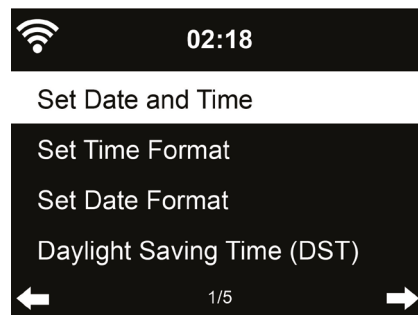 02:18
Set Date and Time
Set Time Format
Set Date Format
Daylight Saving Time (DST)
1/5